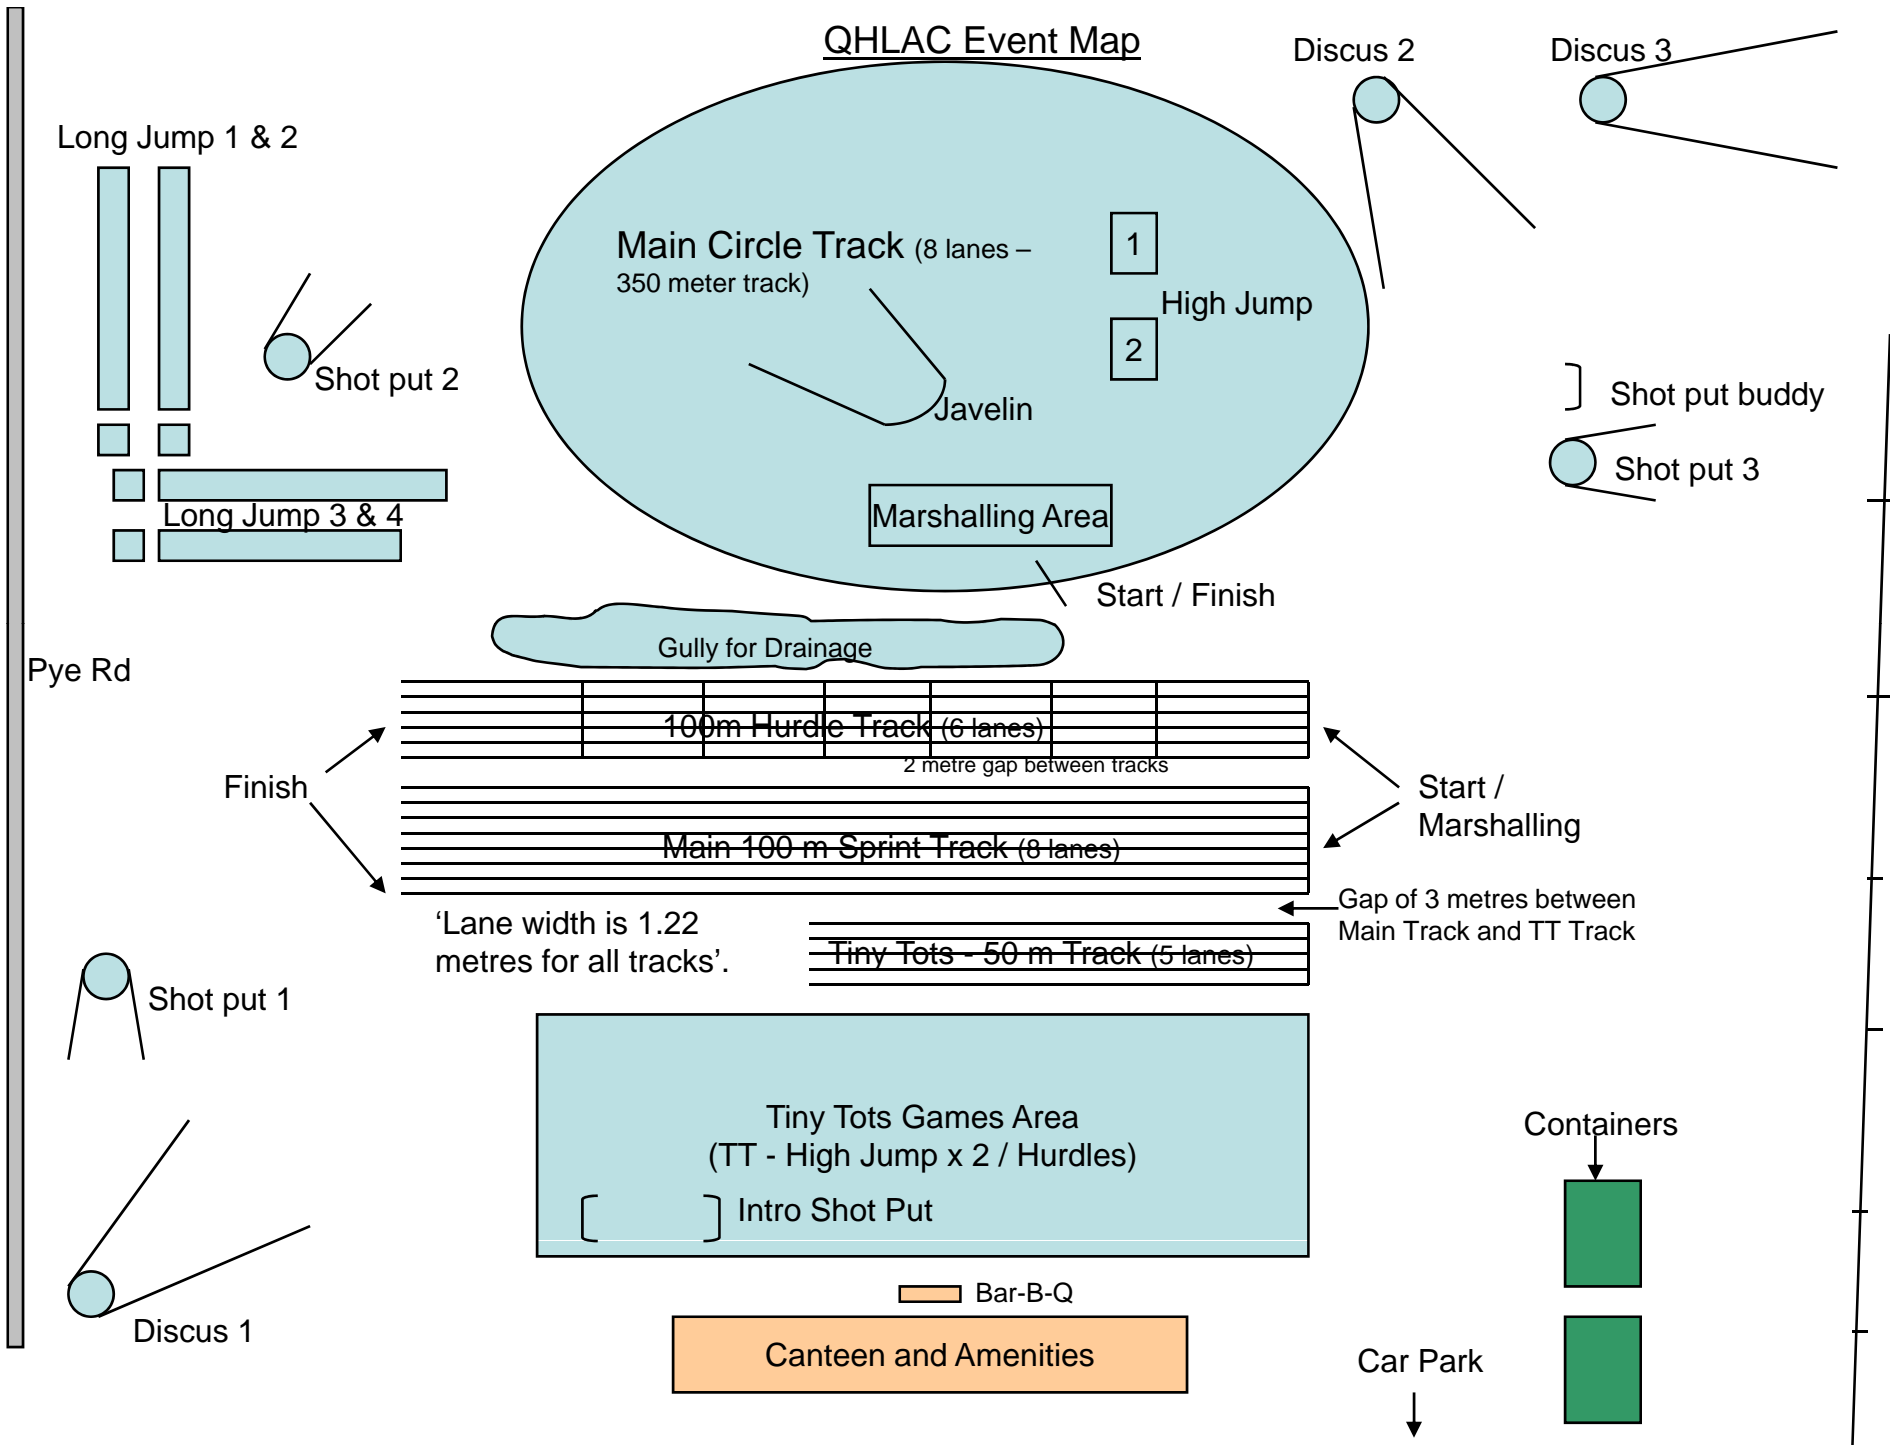 QHLAC Event Map
Discus 2
Discus 3
Long Jump 1 & 2
Main Circle Track (8 lanes –
350 meter track)
1
High Jump
2
Shot put 2
Javelin
Shot put buddy
Shot put 3
Long Jump 3 & 4
Marshalling Area
Start / Finish
Gully for Drainage
Pye Rd
100m Hurdle Track (6 lanes)
2 metre gap between tracks
Finish
Start /
Marshalling
Main 100 m Sprint Track (8 lanes)
Gap of 3 metres between
Main Track and TT Track
‘Lane width is 1.22
metres for all tracks’.
Tiny Tots - 50 m Track (5 lanes)
Shot put 1
Tiny Tots Games Area
(TT - High Jump x 2 / Hurdles)
Intro Shot Put
Containers
Bar-B-Q
Discus 1
Canteen and Amenities
Car Park